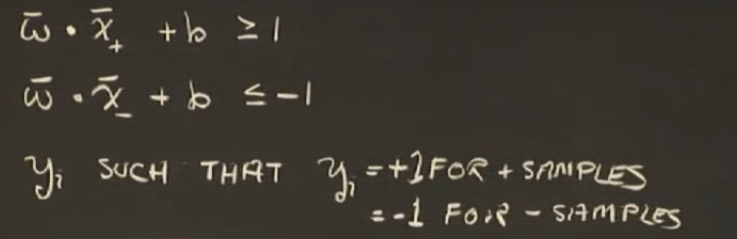 w̄ · x̄₊ + b ≥ 1
w̄ · x̄₋ + b ≤ -1
yᵢ SUCH THAT yᵢ = +1 FOR + SAMPLES
= -1 FOR - SAMPLES